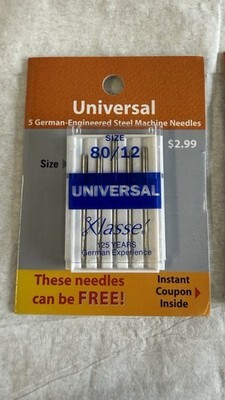 Universal
5 German-Engineered Steel Machine Needles
$2.99
SIZE
80/12
Size
UNIVERSAL
Klassé
125 YEARS
German Experience
These needles
can be FREE!
Instant
Coupon
Inside